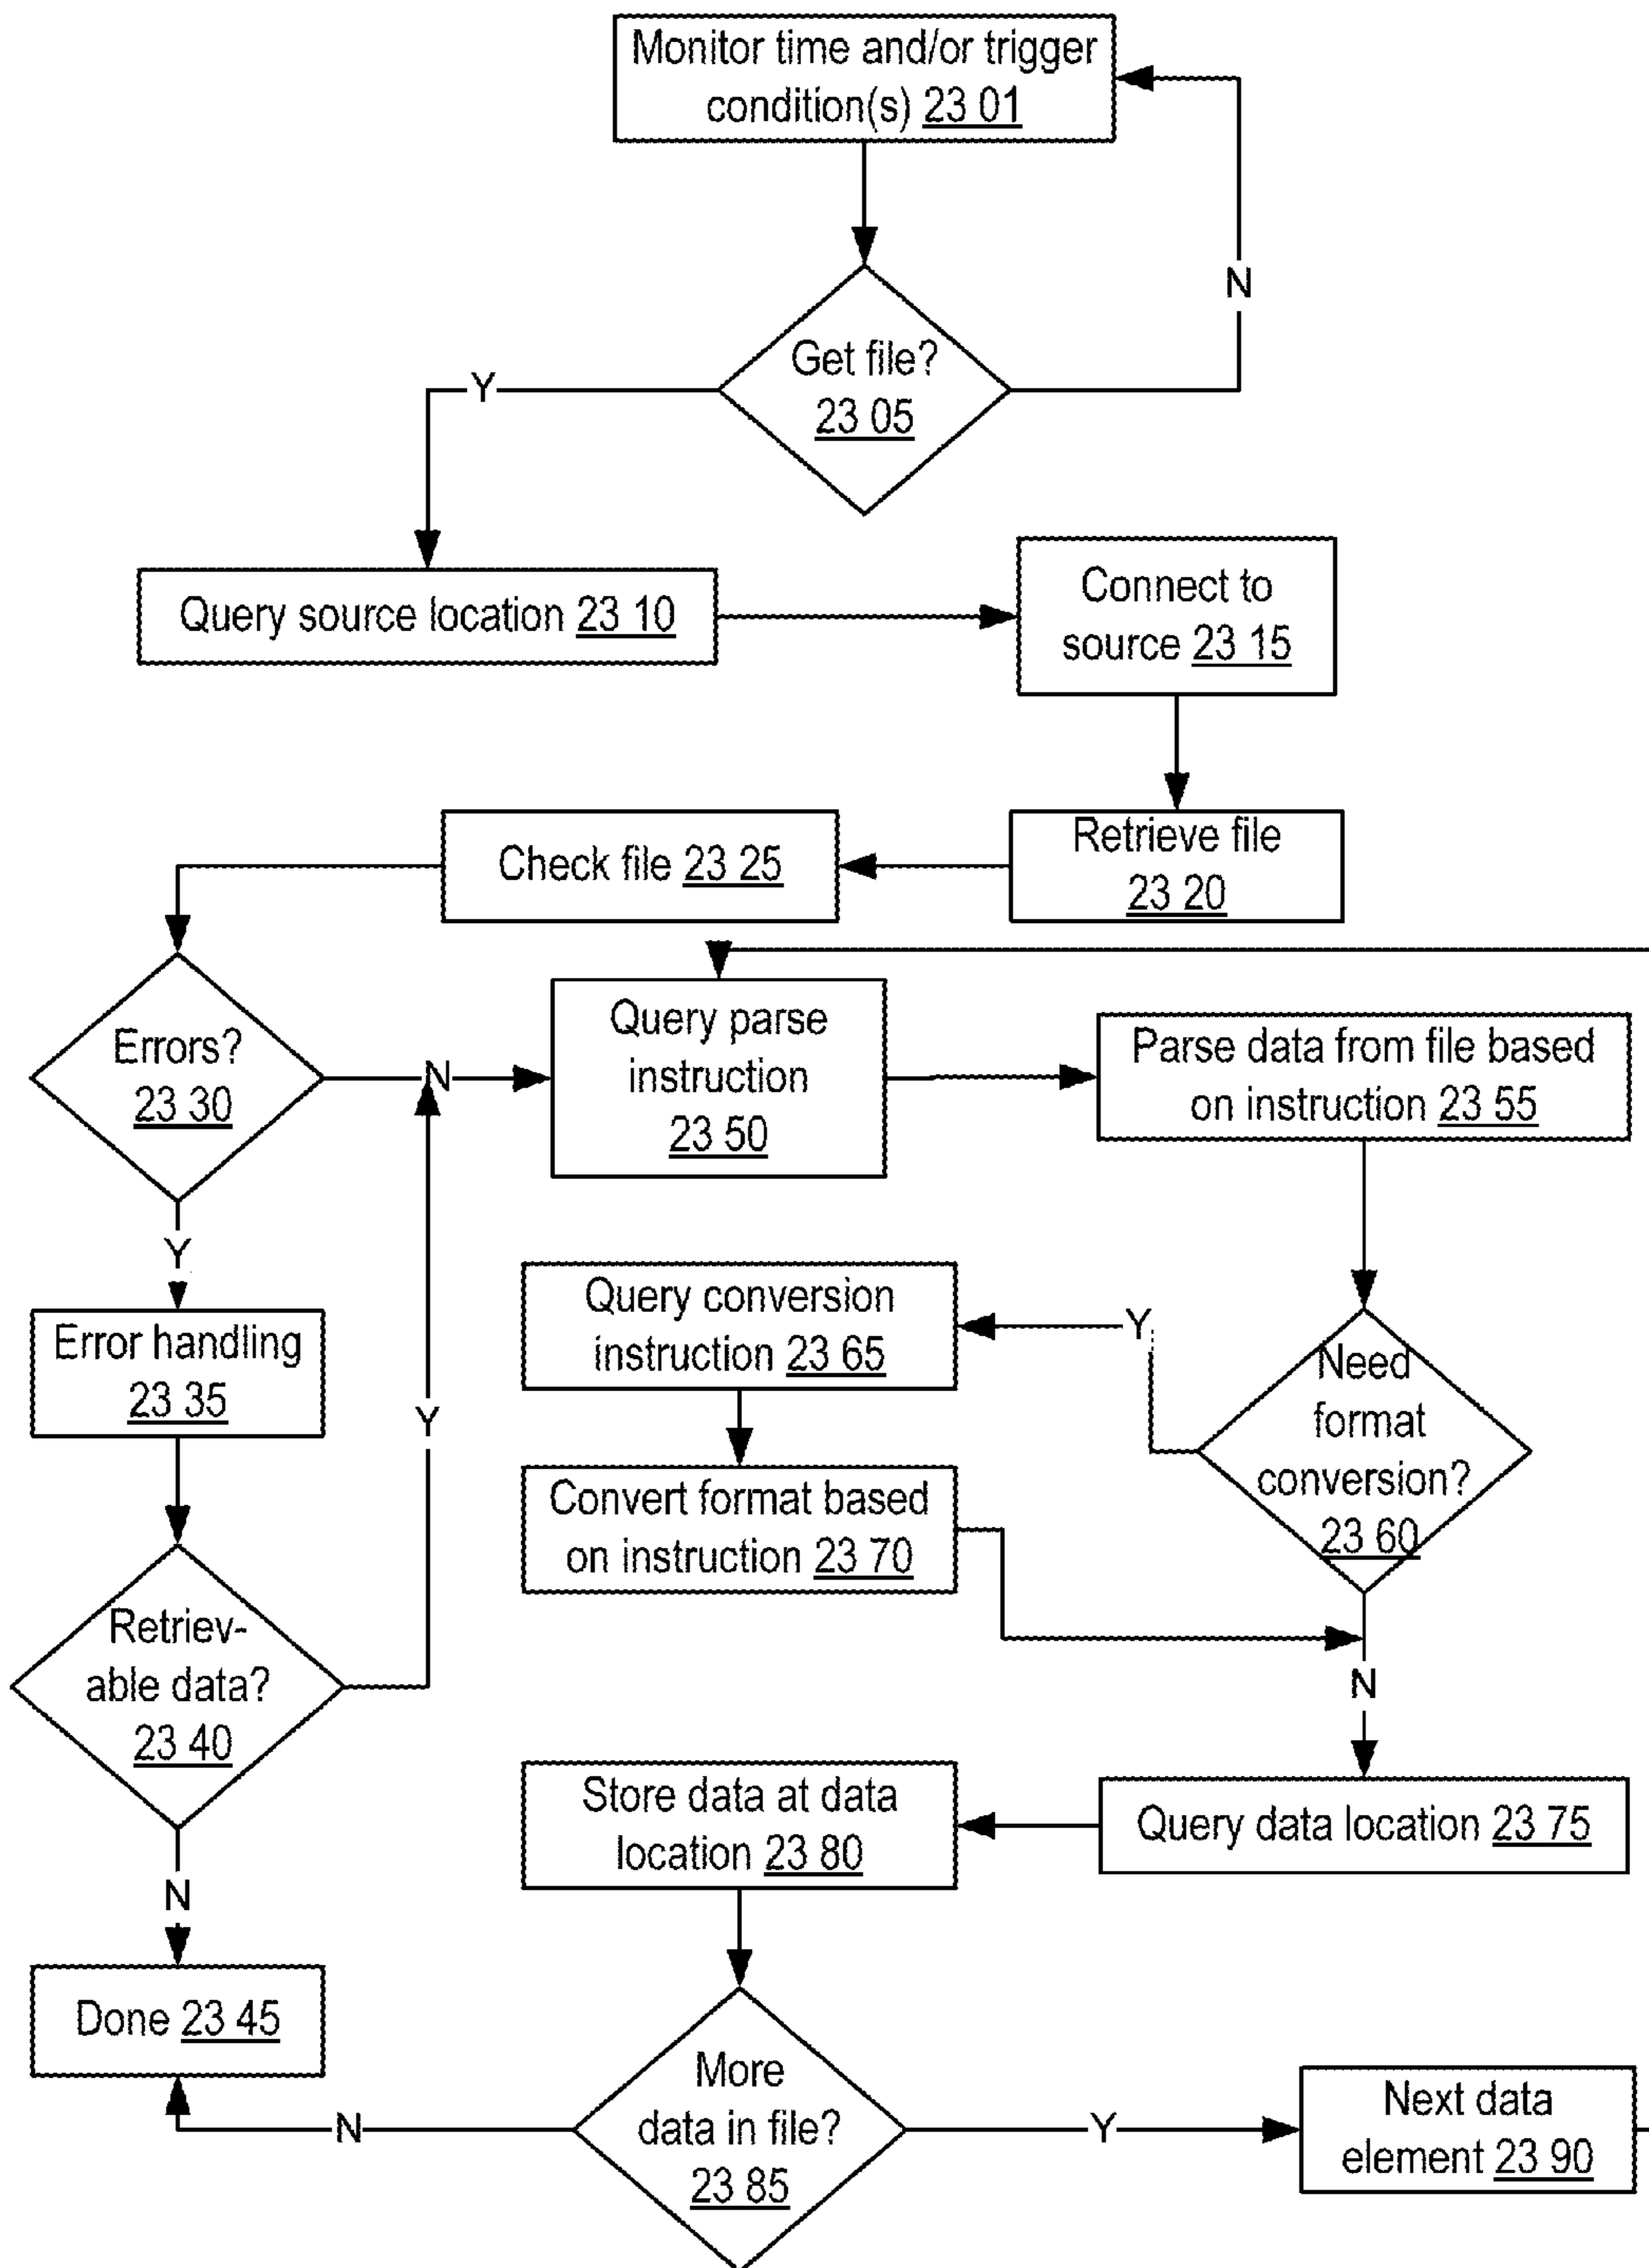 Monitor time and/or trigger
condition(s) 23 01
N
Get file?
23 05
Y
Query source location 23 10
Connect to
source 23 15
Retrieve file
23 20
Check file 23 25
Errors?
23 30
N
Y
Query parse
instruction
23 50
Parse data from file based
on instruction 23 55
Error handling
23 35
Y
Query conversion
instruction 23 65
Y
Need
format
conversion?
23 60
Convert format based
on instruction 23 70
N
Retriev-
able data?
23 40
N
Store data at data
location 23 80
Query data location 23 75
Done 23 45
More
data in file?
23 85
N
Y
Next data
element 23 90